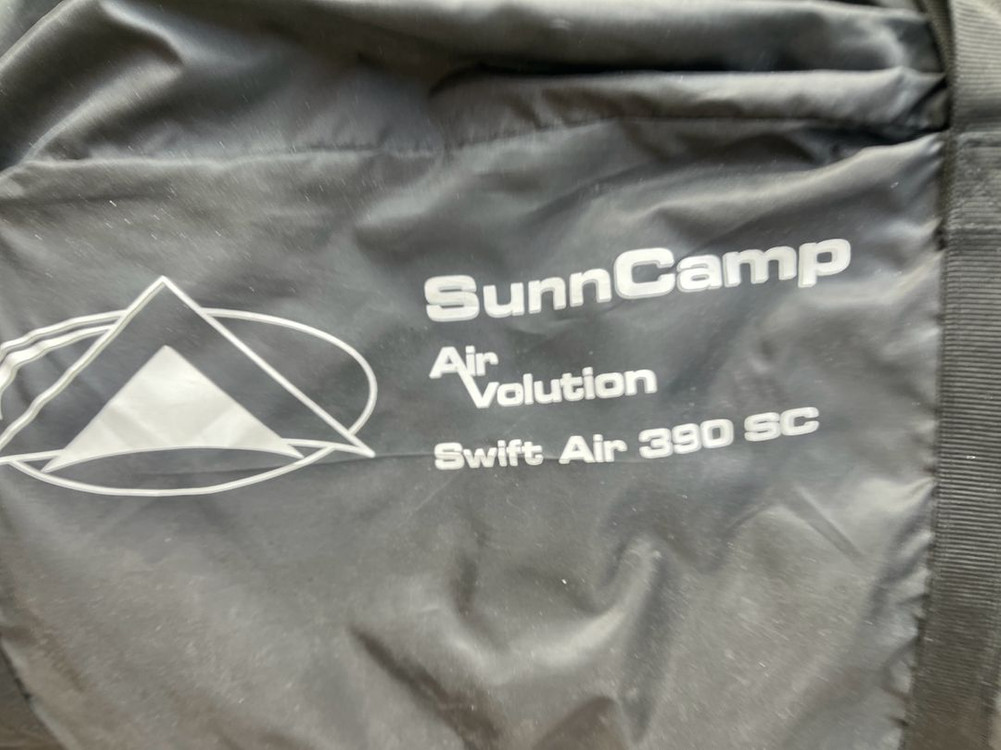 SunnCamp
Air
Volution
Swift Air 390 SC